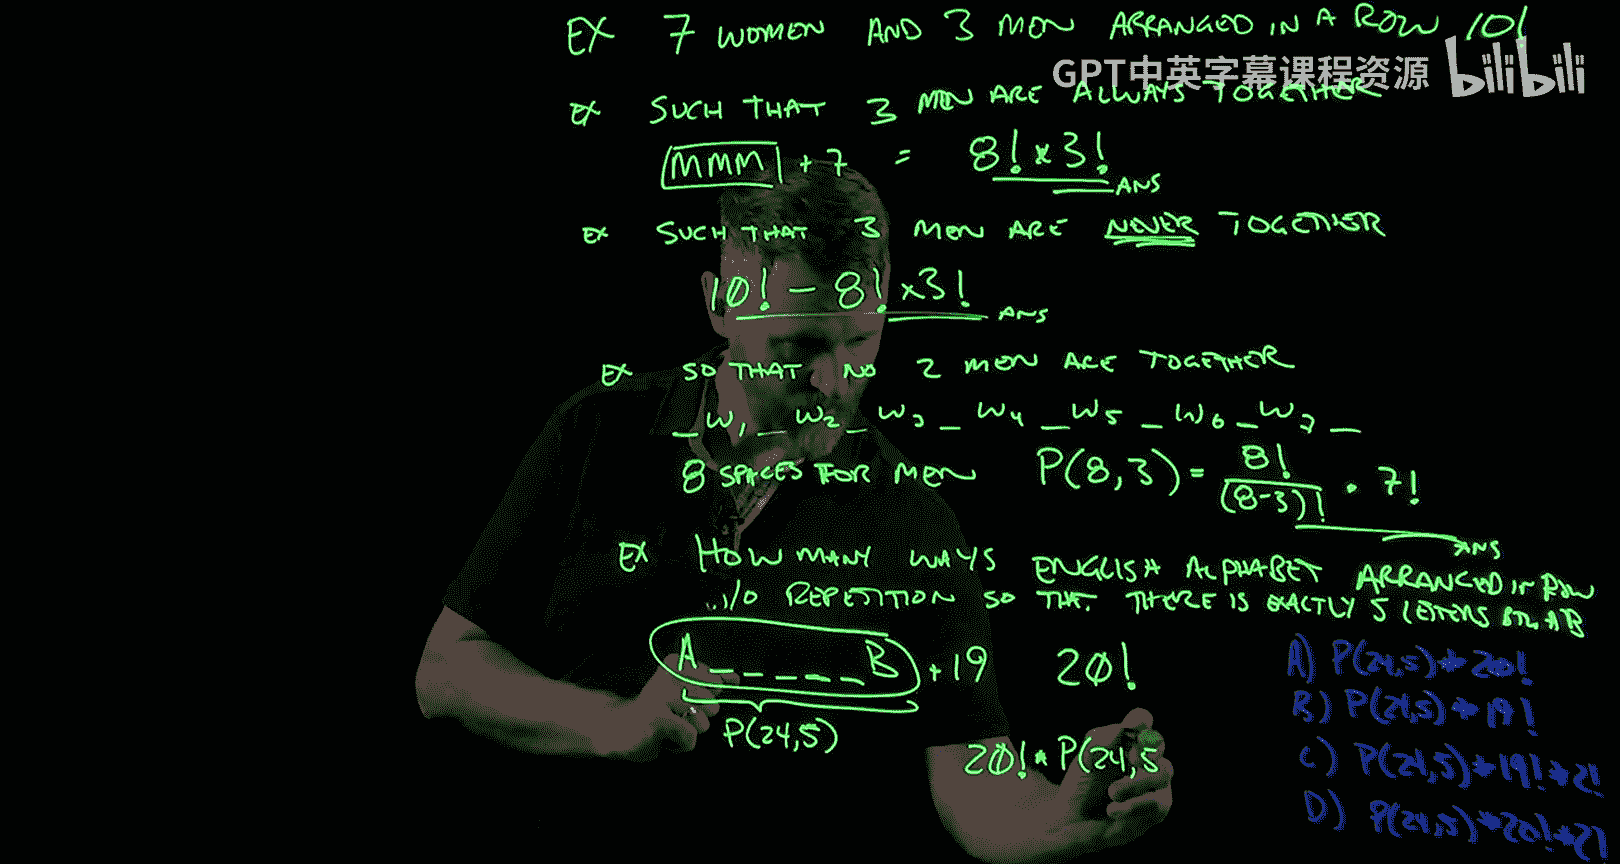 EX 7 WOMEN AND 3 MEN ARRANGED IN A ROW 10!
GPT中英字幕课程资源 bilibili
EX SUCH THAT 3 MEN ARE ALWAYS TOGETHER
MMM + 7 = 8! × 3! ANS
EX SUCH THAT 3 MEN ARE NEVER TOGETHER
10! - 8! × 3! ANS
EX SO THAT NO 2 MEN ARE TOGETHER
_ W1 _ W2 _ W3 _ W4 _ W5 _ W6 _ W7 _
8 SPACES FOR MEN P(8,3) = 8! / (8-3)! · 7! ANS
EX HOW MANY WAYS ENGLISH ALPHABET ARRANGED IN ROW
W/O REPETITION SO THAT THERE IS EXACTLY 5 LETTERS BTW AB
A _ _ _ _ _ B + 19 20!
P(24,5)
20! * P(24,5
A) P(24,5) * 20!
B) P(24,5) * 19!
C) P(24,5) * 19! * 2!
D) P(24,5) * 20! * 2!